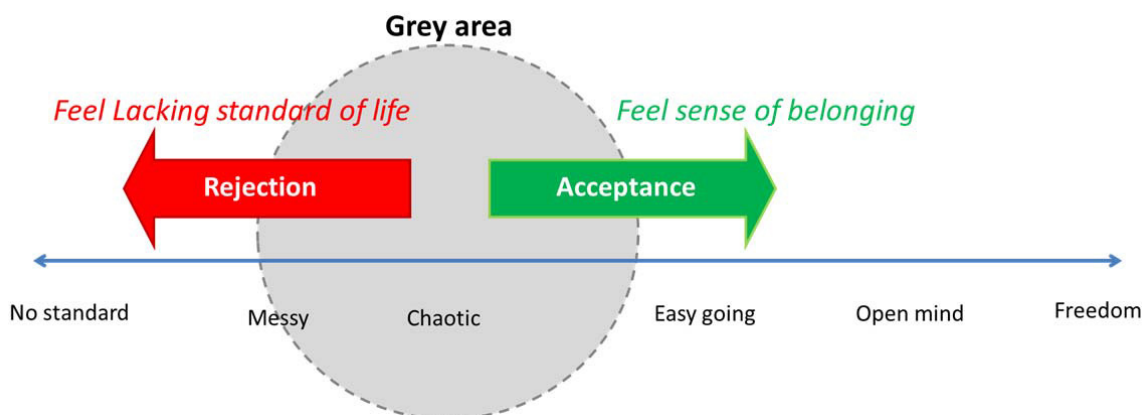 Grey area
Feel Lacking standard of life
Feel sense of belonging
Rejection
Acceptance
No standard
Messy
Chaotic
Easy going
Open mind
Freedom